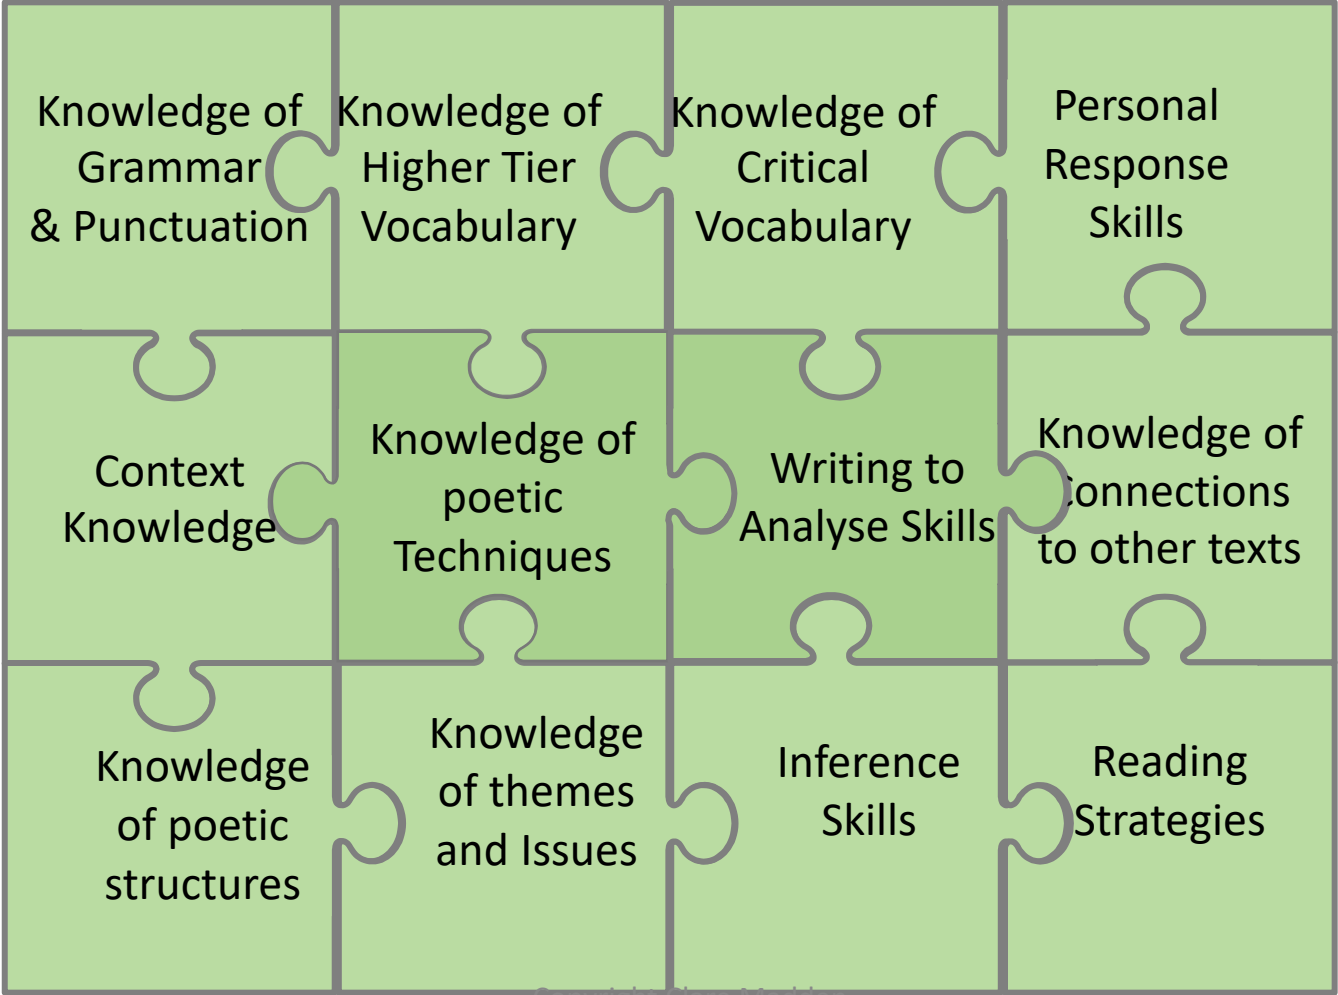 Knowledge of
Grammar
& Punctuation
Knowledge of
Higher Tier
Vocabulary
Knowledge of
Critical
Vocabulary
Personal
Response
Skills
Context
Knowledge
Knowledge of
poetic
Techniques
Writing to
Analyse Skills
Knowledge of
Connections
to other texts
Knowledge
of poetic
structures
Knowledge
of themes
and Issues
Inference
Skills
Reading
Strategies